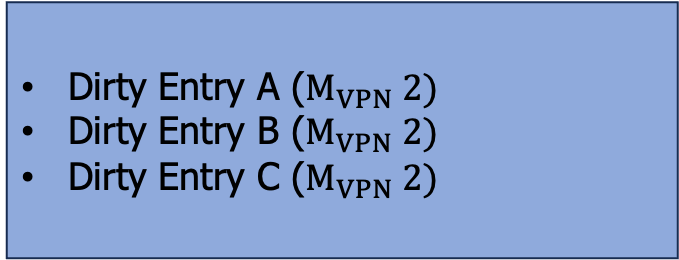 • Dirty Entry A (M_VPN 2)
• Dirty Entry B (M_VPN 2)
• Dirty Entry C (M_VPN 2)